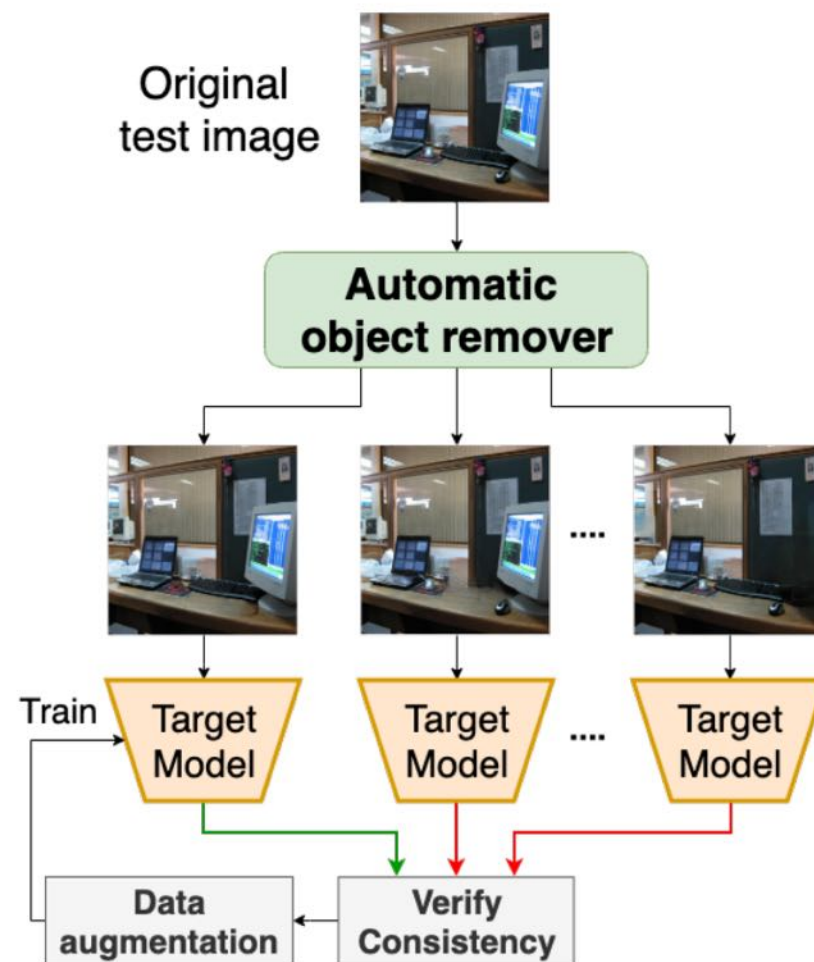 Original
test image
Automatic
object remover
....
Train
Target
Model
Target
Model
....
Target
Model
Data
augmentation
Verify
Consistency